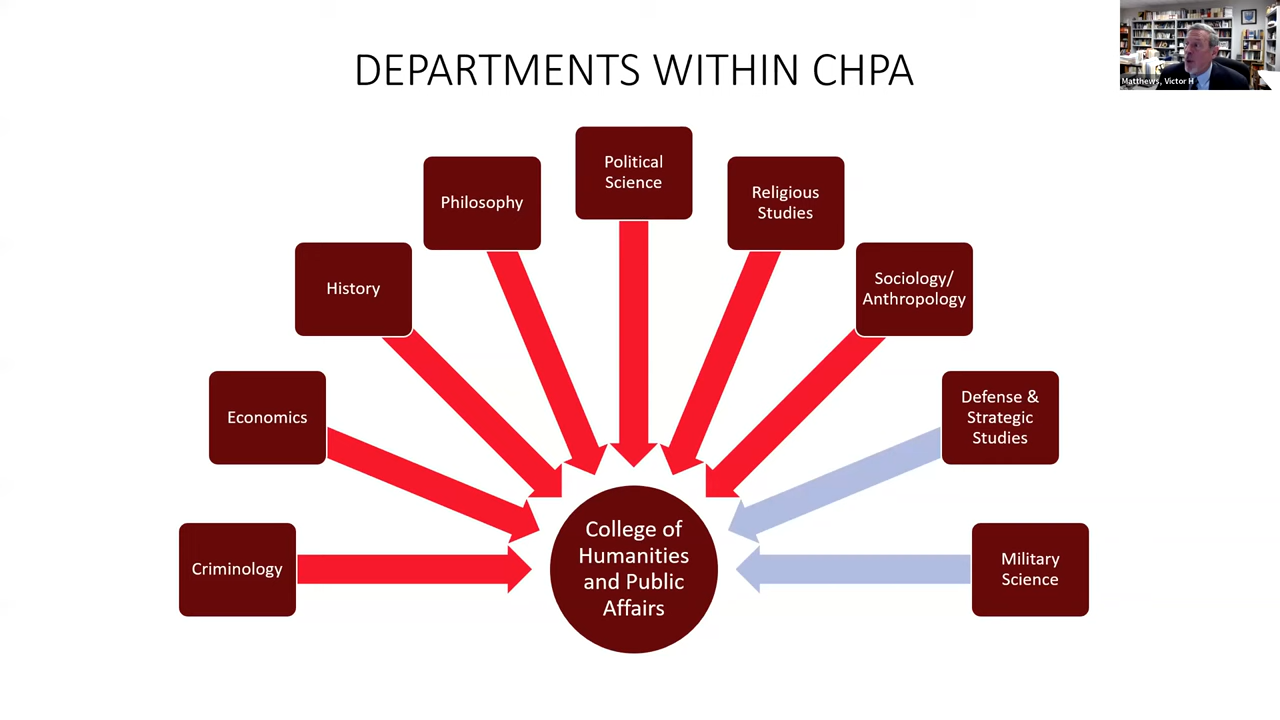 DEPARTMENTS WITHIN CHPA
Matthews, Victor H
Political
Science
Philosophy
Religious
Studies
History
Sociology/
Anthropology
Economics
Defense &
Strategic
Studies
Criminology
College of
Humanities
and Public
Affairs
Military
Science